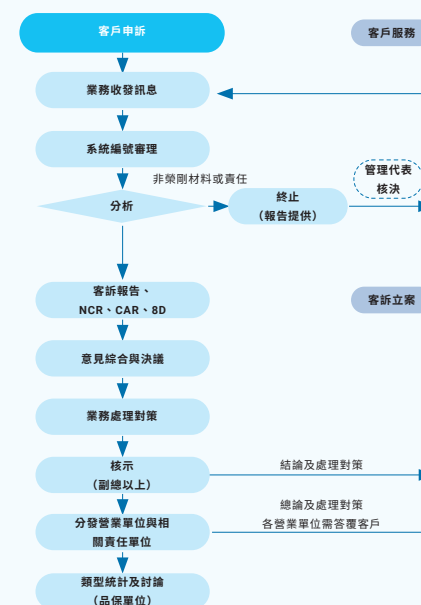 客戶申訴
客戶服務
業務收發訊息
系統編號審理
非榮剛材料或責任
管理代表
核決
分析
終止
（報告提供）
客訴報告、
NCR、CAR、8D
客訴立案
意見綜合與決議
業務處理對策
核示
（副總以上）
結論及處理對策
總論及處理對策
各營業單位需答覆客戶
分發營業單位與相
關責任單位
類型統計及討論
（品保單位）